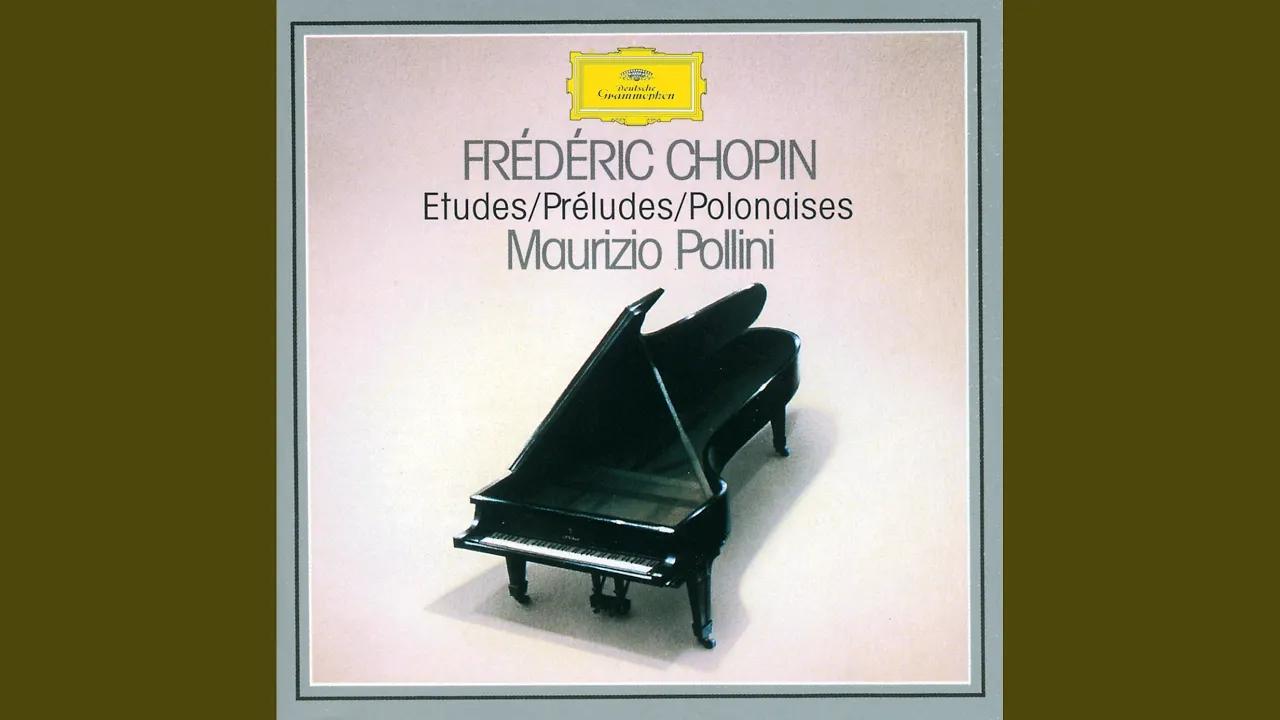 Deutsche
Grammophon
FRÉDÉRIC CHOPIN
Etudes/Préludes/Polonaises
Maurizio Pollini